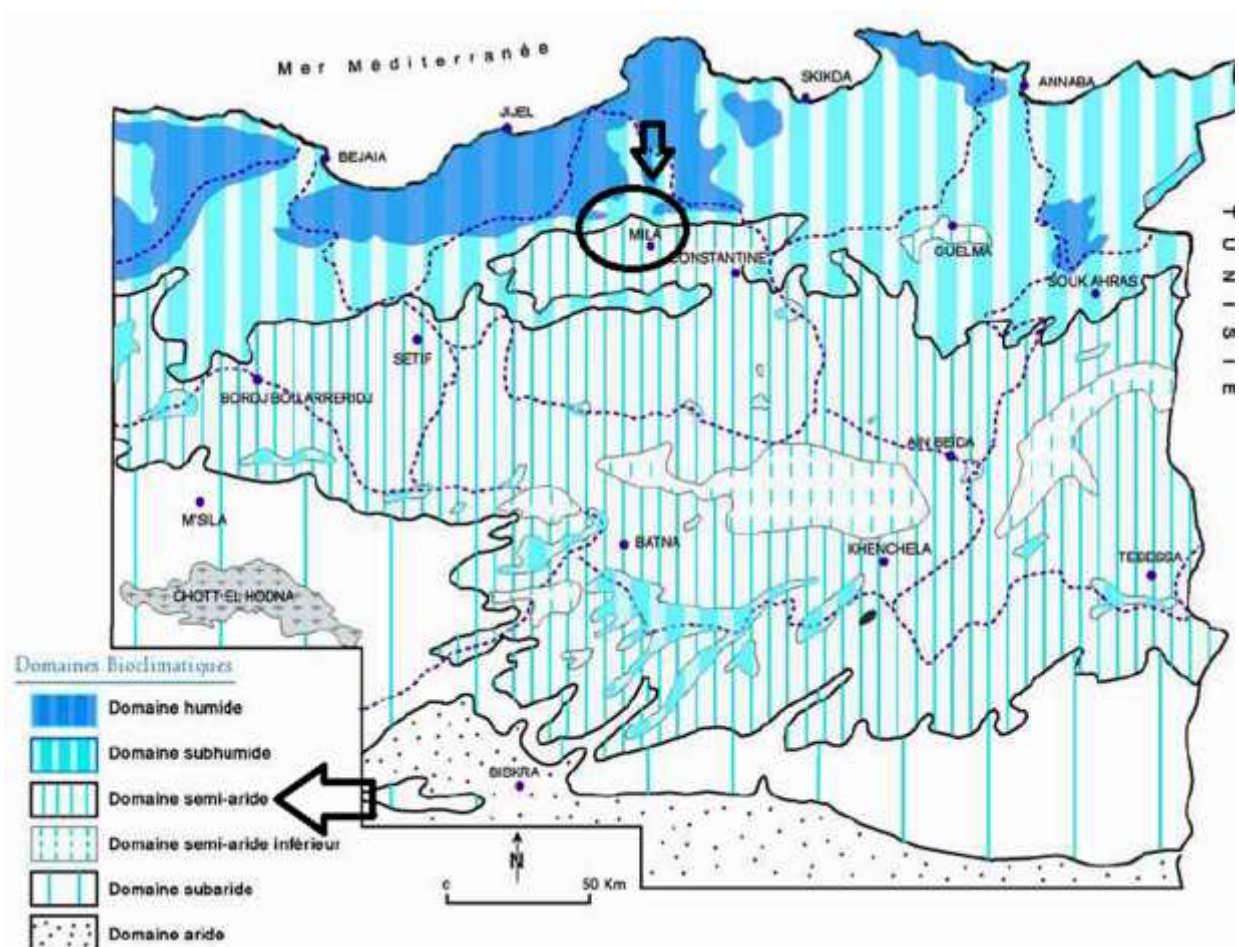 Mer Méditerranée
SKIKDA
ANNABA
JIJEL
BEJAIA
MILA
CONSTANTINE
GUELMA
SOUK AHRAS
TUNISIE
SETIF
BORDJ BOU ARRERIDJ
AIN BEIDA
M'SILA
BATNA
KHENCHELA
TEBESSA
CHOTT-EL HODNA
Domaines Bioclimatiques
Domaine humide
Domaine subhumide
Domaine semi-aride
BISKRA
Domaine semi-aride inférieur
N
Domaine subaride
0 50 Km
Domaine aride